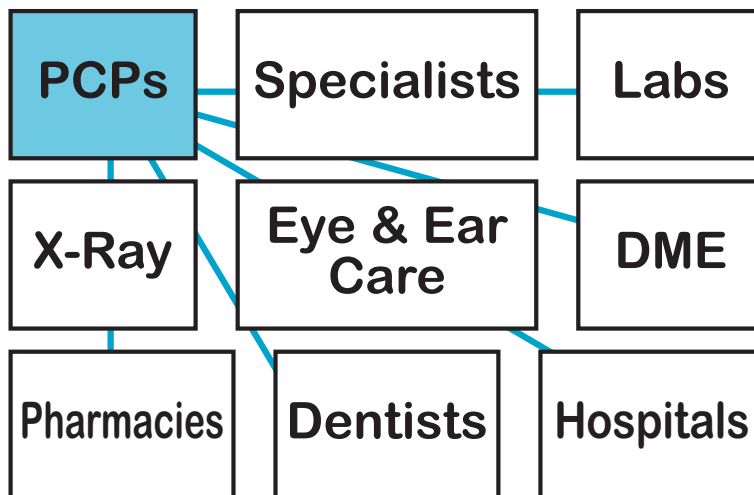 PCPs
Specialists
Labs
X-Ray
Eye & Ear
Care
DME
Pharmacies
Dentists
Hospitals